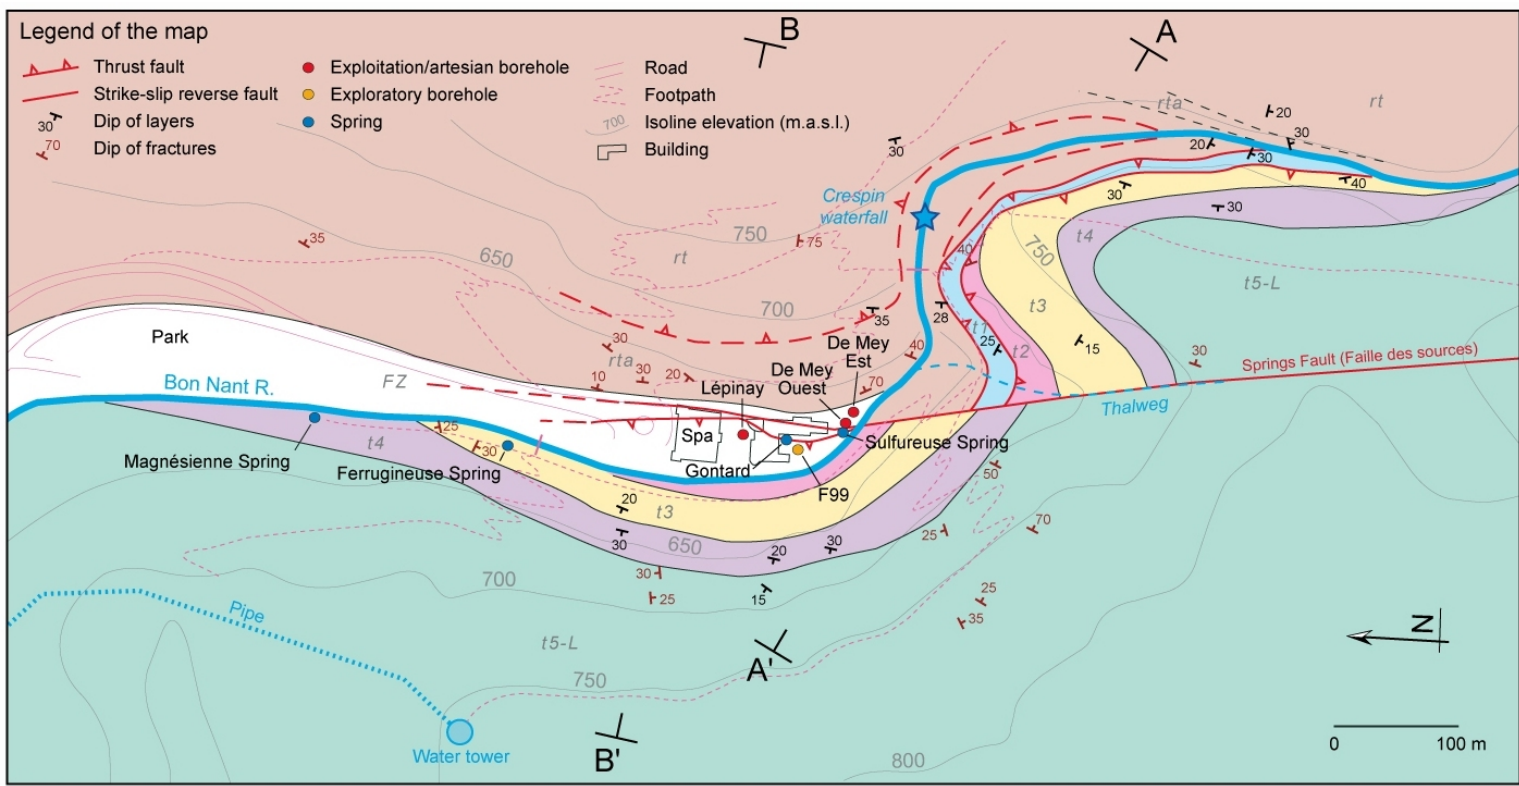 Legend of the map
Thrust fault
Strike-slip reverse fault
30 Dip of layers
70 Dip of fractures
Exploitation/artesian borehole
Exploratory borehole
Spring
Road
Footpath
700 Isoline elevation (m.a.s.l.)
Building
B
A
rta
rt
20
30
20
30
40
30
30
30
Crespin
waterfall
35
75
750
650
rt
700
40
750
t4
t5-L
t3
28
35
t1
25
t2
15
De Mey
Est
De Mey
Ouest
30
rta
40
30
Springs Fault (Faille des sources)
Park
FZ
10
30
20
Lépinay
70
Thalweg
Bon Nant R.
Spa
Sulfureuse Spring
25
30
t4
Magnésienne Spring
Ferrugineuse Spring
Gontard
F99
50
20
t3
70
25
30
650
20
30
700
30
25
15
25
35
Pipe
t5-L
A'
N
750
Water tower
B'
800
0
100 m